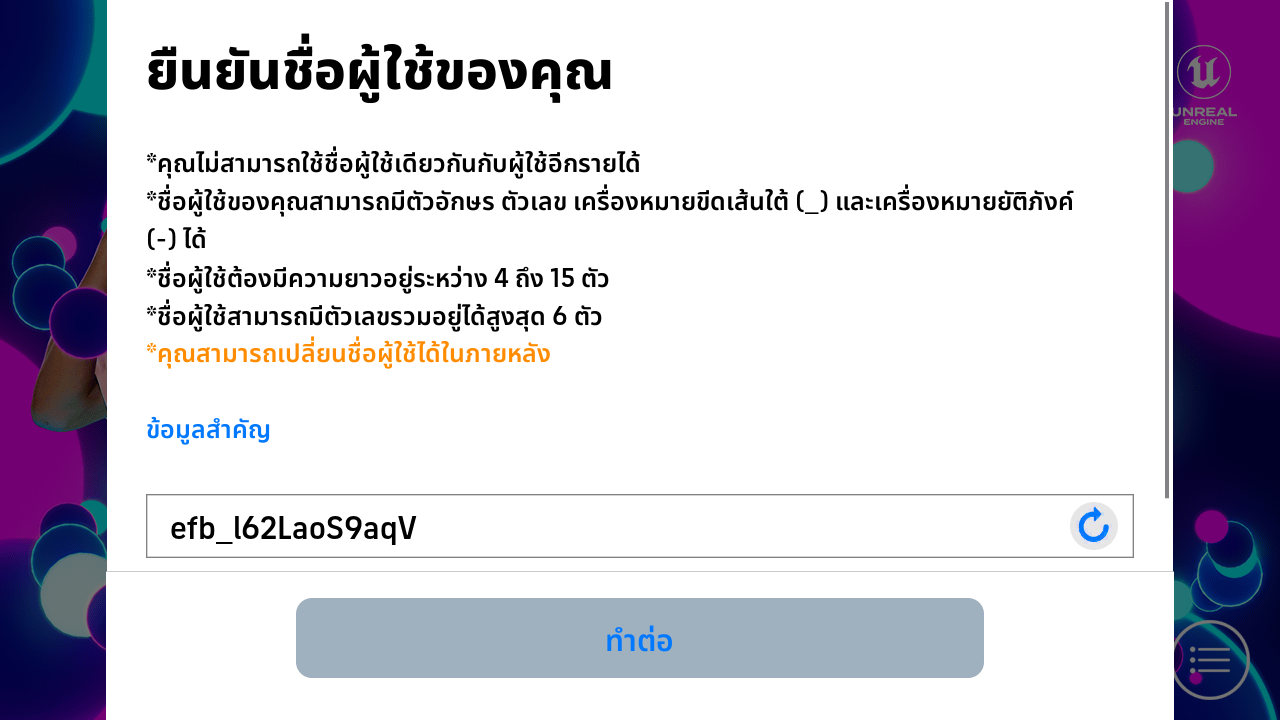 ยืนยันชื่อผู้ใช้ของคุณ
*คุณไม่สามารถใช้ชื่อผู้ใช้เดียวกันกับผู้ใช้อีกรายได้
*ชื่อผู้ใช้ของคุณสามารถมีตัวอักษร ตัวเลข เครื่องหมายขีดเส้นใต้ (_) และเครื่องหมายยัติภังค์
(-) ได้
*ชื่อผู้ใช้ต้องมีความยาวอยู่ระหว่าง 4 ถึง 15 ตัว
*ชื่อผู้ใช้สามารถมีตัวเลขรวมอยู่ได้สูงสุด 6 ตัว
*คุณสามารถเปลี่ยนชื่อผู้ใช้ได้ในภายหลัง
ข้อมูลสำคัญ
efb_l62LaoS9aqV
ทำต่อ
UNREAL
ENGINE